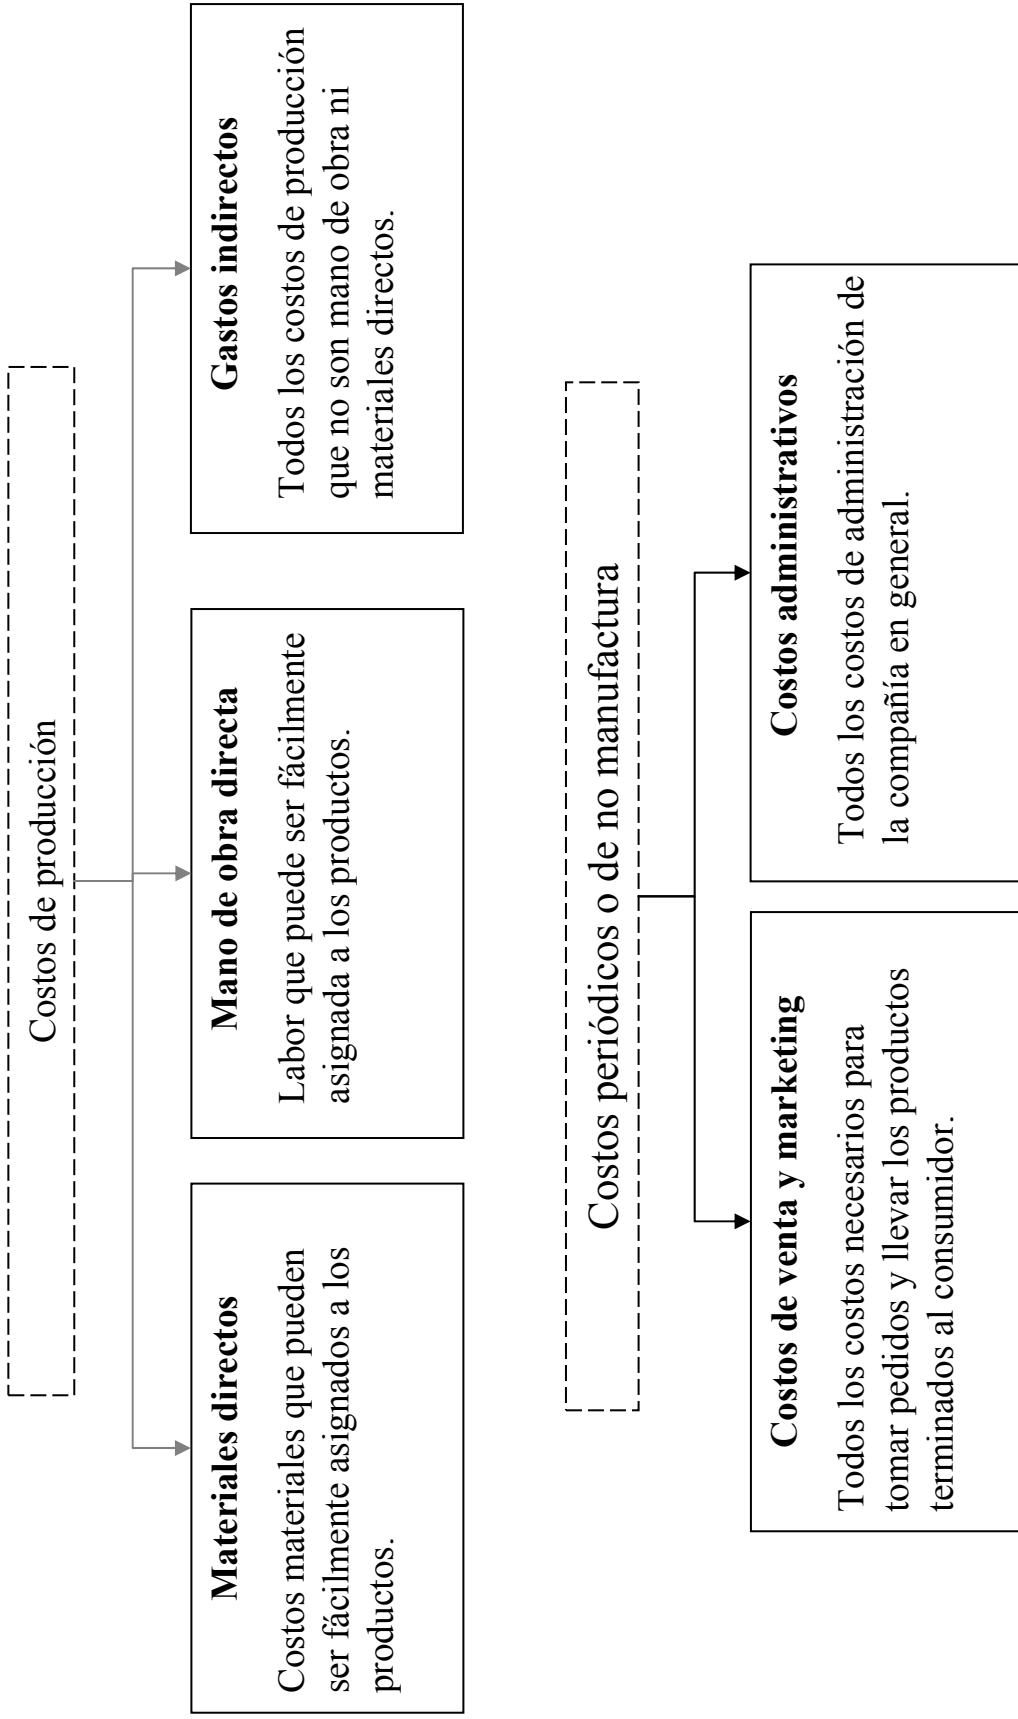 Costos de producción
Materiales directos
Costos materiales que pueden
ser fácilmente asignados a los
productos.
Mano de obra directa
Labor que puede ser fácilmente
asignada a los productos.
Gastos indirectos
Todos los costos de producción
que no son mano de obra ni
materiales directos.
Costos periódicos o de no manufactura
Costos de venta y marketing
Todos los costos necesarios para
tomar pedidos y llevar los productos
terminados al consumidor.
Costos administrativos
Todos los costos de administración de
la compañía en general.